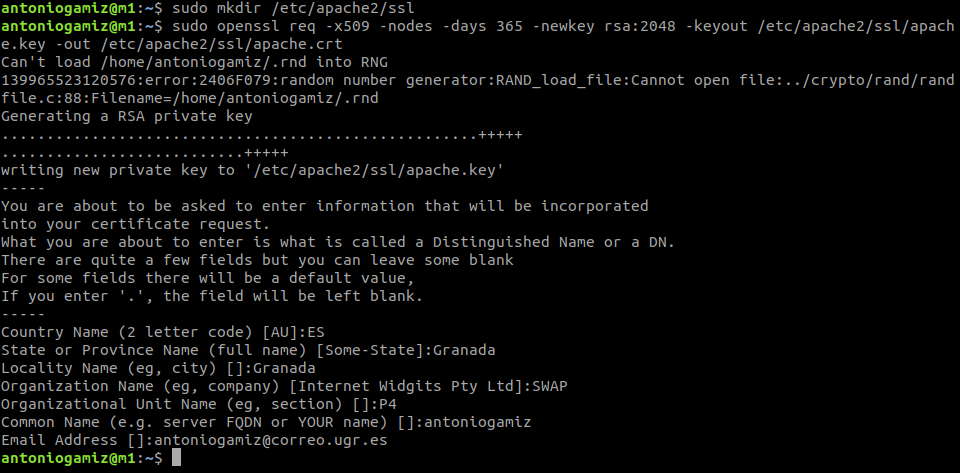 antoniogamiz@m1:~$ sudo mkdir /etc/apache2/ssl
antoniogamiz@m1:~$ sudo openssl req -x509 -nodes -days 365 -newkey rsa:2048 -keyout /etc/apache2/ssl/apach
e.key -out /etc/apache2/ssl/apache.crt
Can't load /home/antoniogamiz/.rnd into RNG
139965523120576:error:2406F079:random number generator:RAND_load_file:Cannot open file:../crypto/rand/rand
file.c:88:Filename=/home/antoniogamiz/.rnd
Generating a RSA private key
.....................................................+++++
...........................+++++
writing new private key to '/etc/apache2/ssl/apache.key'
-----
You are about to be asked to enter information that will be incorporated
into your certificate request.
What you are about to enter is what is called a Distinguished Name or a DN.
There are quite a few fields but you can leave some blank
For some fields there will be a default value,
If you enter '.', the field will be left blank.
-----
Country Name (2 letter code) [AU]:ES
State or Province Name (full name) [Some-State]:Granada
Locality Name (eg, city) []:Granada
Organization Name (eg, company) [Internet Widgits Pty Ltd]:SWAP
Organizational Unit Name (eg, section) []:P4
Common Name (e.g. server FQDN or YOUR name) []:antoniogamiz
Email Address []:antoniogamiz@correo.ugr.es
antoniogamiz@m1:~$